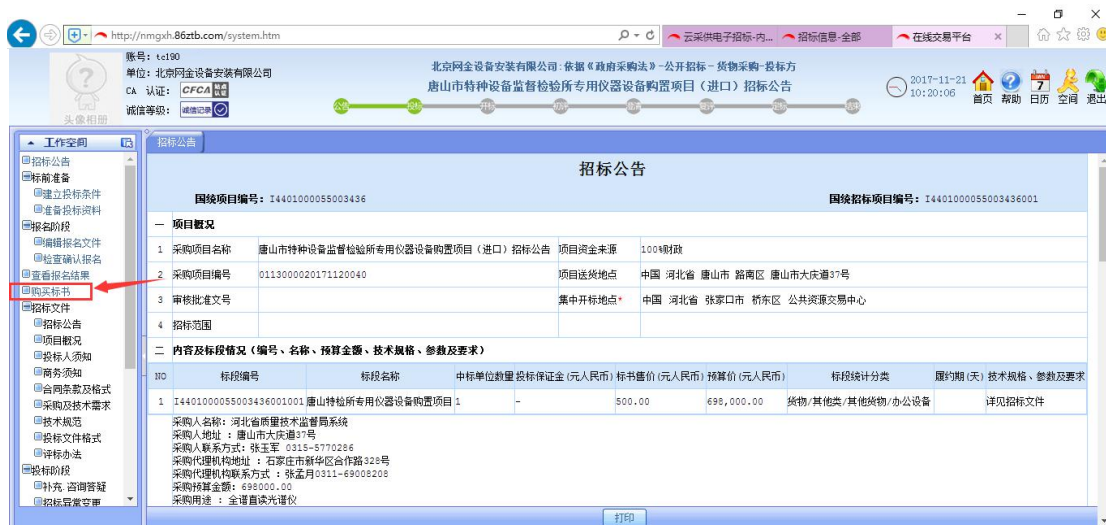 http://nmgxh.86ztb.com/system.htm
云采供电子招标-内...
招标信息-全部
在线交易平台
账号: tc190
单位: 北京网金设备安装有限公司
CA 认证: CFCA
诚信等级: 诚信记录
头像相册
北京网金设备安装有限公司:依据《政府采购法》-公开招标-货物采购-投标方
唐山市特种设备监督检验所专用仪器设备购置项目（进口）招标公告
公告 投标 开标
2017-11-21
10:20:06
首页 帮助 日历 空间 退出
7
工作空间
招标公告
标前准备
建立投标条件
准备投标资料
报名阶段
编辑报名文件
检查确认报名
查看报名结果
购买标书
招标文件
招标公告
项目概况
投标人须知
商务须知
合同条款及格式
采购及技术需求
技术规范
投标文件格式
评标办法
投标阶段
补充.咨询答疑
招标异常变更
招标公告
招标公告
国统项目编号: I4401000055003436
国统招标项目编号: I4401000055003436001
一 项目概况
1 采购项目名称 唐山市特种设备监督检验所专用仪器设备购置项目（进口）招标公告 项目资金来源 100%财政
2 采购项目编号 0113000020171120040 项目送货地点 中国 河北省 唐山市 路南区 唐山市大庆道37号
3 审核批准文号 集中开标地点* 中国 河北省 张家口市 桥东区 公共资源交易中心
4 招标范围
二 内容及标段情况（编号、名称、预算金额、技术规格、参数及要求）
NO 标段编号 标段名称 中标单位数量 投标保证金(元人民币) 标书售价(元人民币) 预算价(元人民币) 标段统计分类 履约期(天) 技术规格、参数及要求
1 I4401000055003436001001 唐山特检所专用仪器设备购置项目 1 - 500.00 698,000.00 货物/其他类/其他货物/办公设备 详见招标文件
采购人名称: 河北省质量技术监督局系统
采购人地址 : 唐山市大庆道37号
采购人联系方式: 张玉军 0315-5770286
采购代理机构地址 : 石家庄市新华区合作路328号
采购代理机构联系方式 : 张孟月0311-69008208
采购预算金额: 698000.00
采购用途 : 全谱直读光谱仪
打印